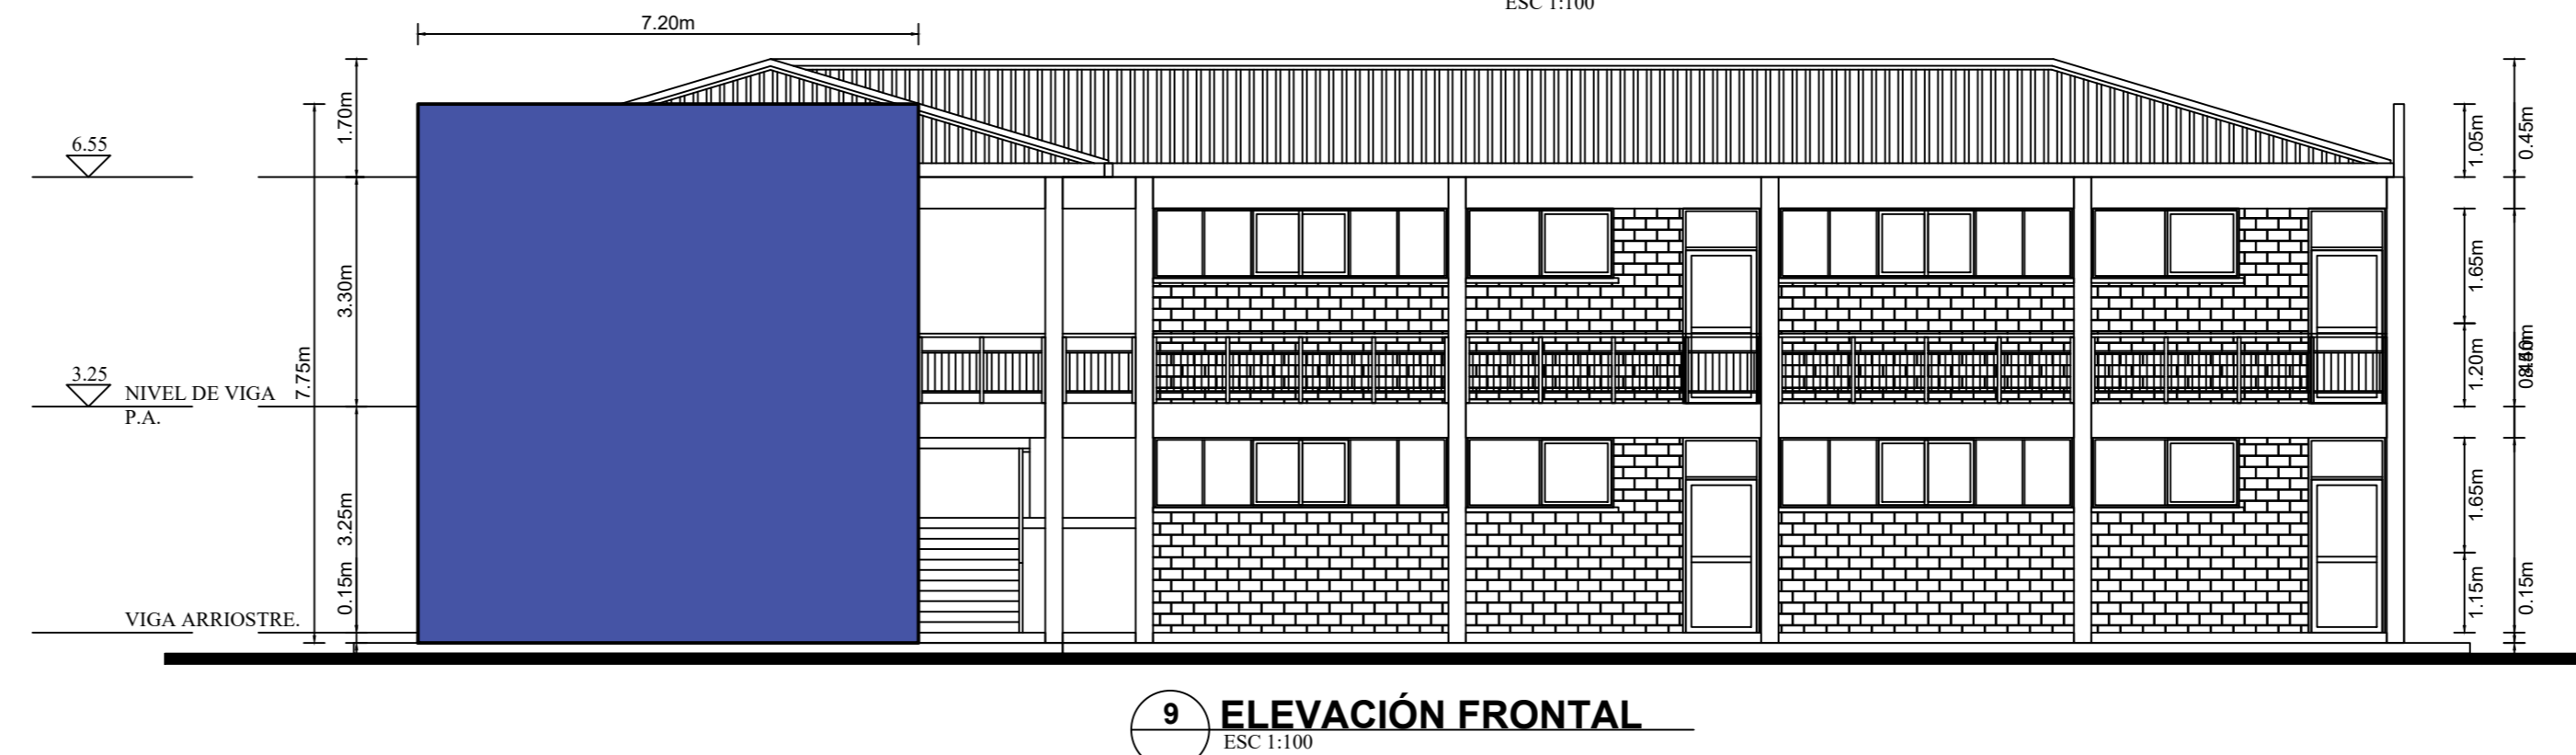 ESC 1:100
7.20m
1.70m
6.55
1.05m
0.45m
3.30m
1.65m
7.75m
3.25
NIVEL DE VIGA
P.A.
1.20m
3.25m
1.65m
0.15m
VIGA ARRIOSTRE.
1.15m
0.15m
9
ELEVACIÓN FRONTAL
ESC 1:100